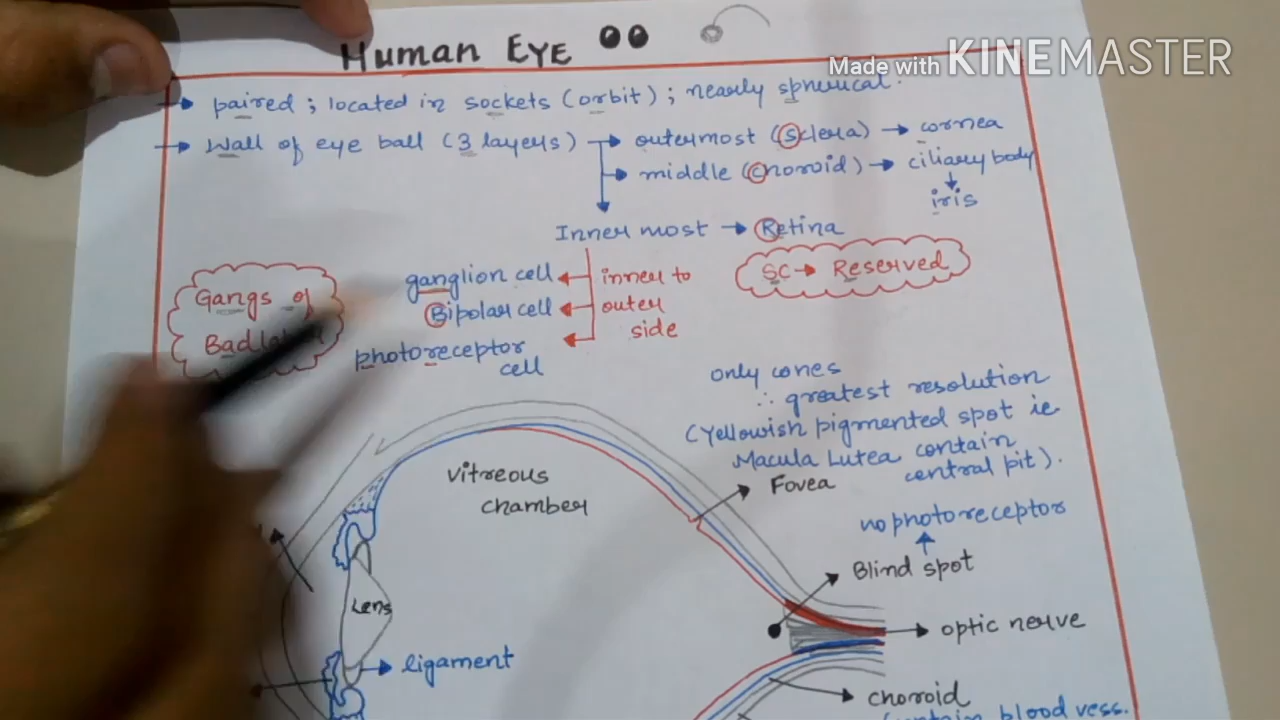 Human EYE
Made with KINEMASTER
→ paired ; located in sockets (orbit) ; nearly spherical.
→ Wall of eye ball (3 layers) → outermost (Sclera) → cornea
→ middle (Choroid) → ciliary body
↓
iris
Inner most → Retina
SC → Reserved
Gangs of
ganglion cell
Bipolar cell
photoreceptor
cell
inner to
outer
side
only cones
∴ greatest resolution
(Yellowish pigmented spot ie
Macula Lutea contain
central pit).
Vitreous
chamber
Fovea
no photoreceptor
Blind spot
Lens
optic nerve
ligament
choroid
blood vess.